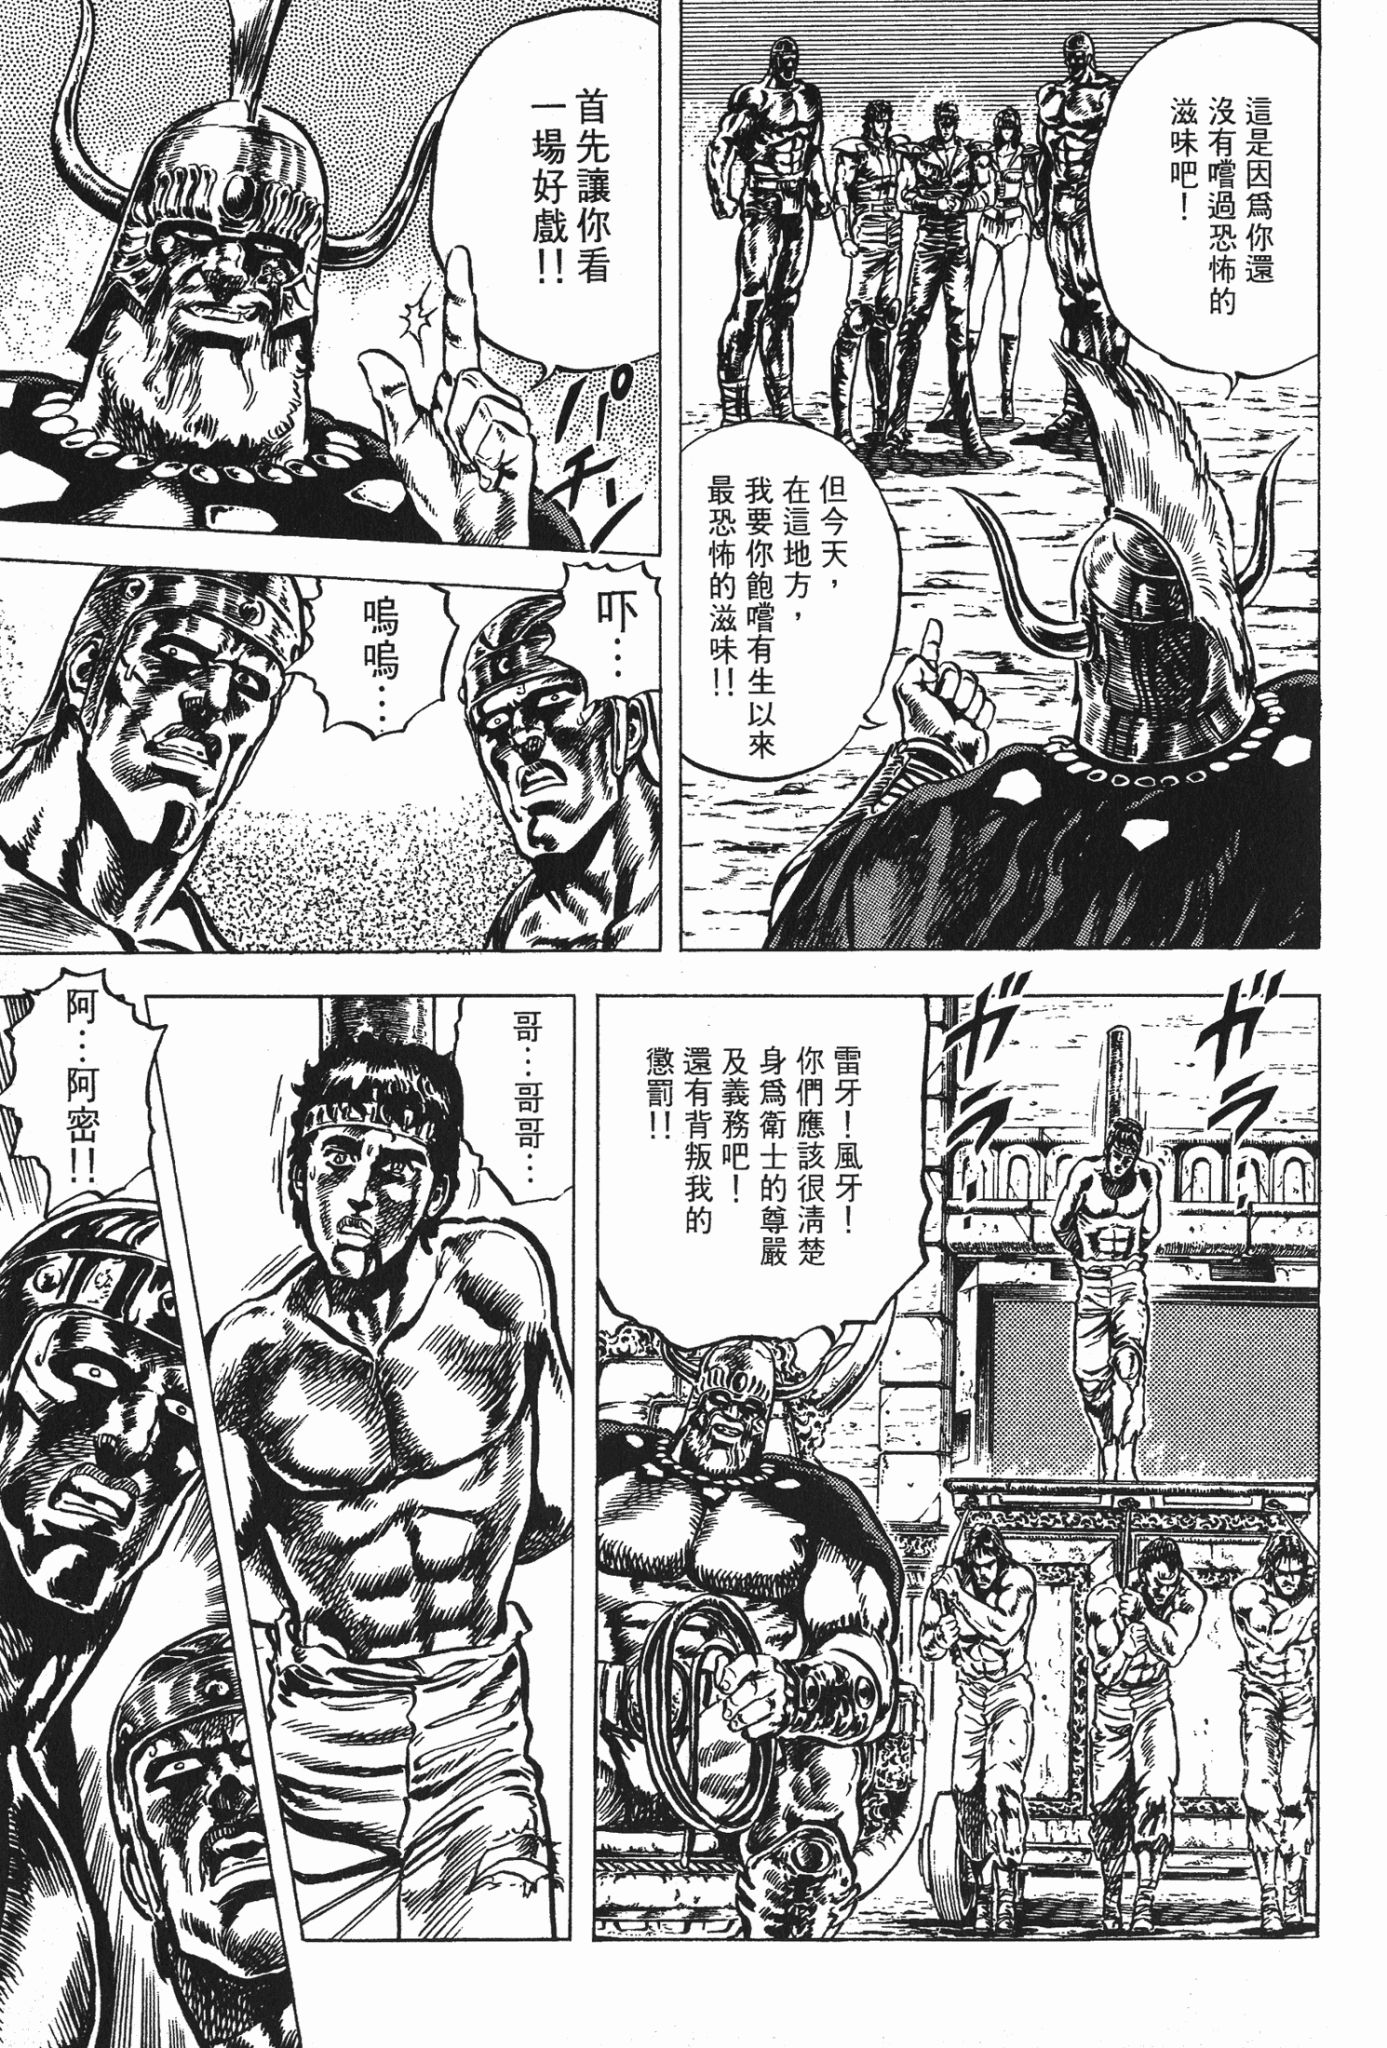 這是因為你還
沒有嚐過恐怖的
滋味吧！
但今天，
在這地方，
我要你飽嚐有生以來
最恐怖的滋味!!
首先讓你看
一場好戲!!
パチーン
吓…
嗚嗚…
ガラ
ガラ
雷牙！風牙！
你們應該很清楚
身為衛士的尊嚴
及義務吧！
還有背叛我的
懲罰!!
哥…哥哥…
阿…阿密!!